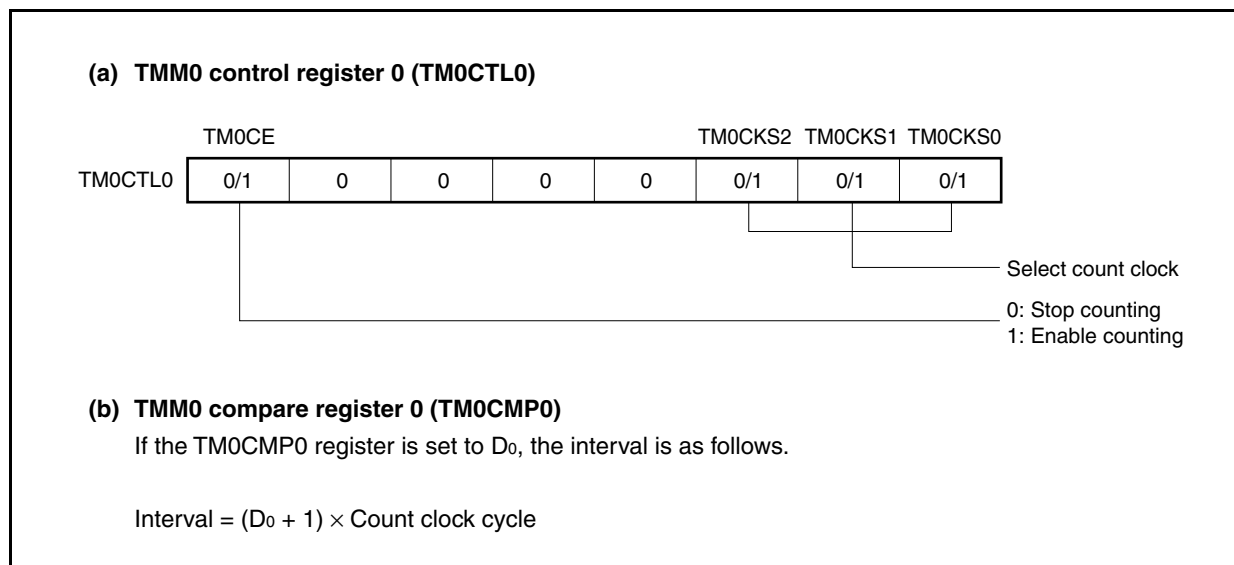 (a) TMM0 control register 0 (TM0CTL0)
TM0CE TM0CKS2 TM0CKS1 TM0CKS0
TM0CTL0 0/1 0 0 0 0 0/1 0/1 0/1
Select count clock
0: Stop counting
1: Enable counting
(b) TMM0 compare register 0 (TM0CMP0)
If the TM0CMP0 register is set to D0, the interval is as follows.
Interval = (D0 + 1) × Count clock cycle